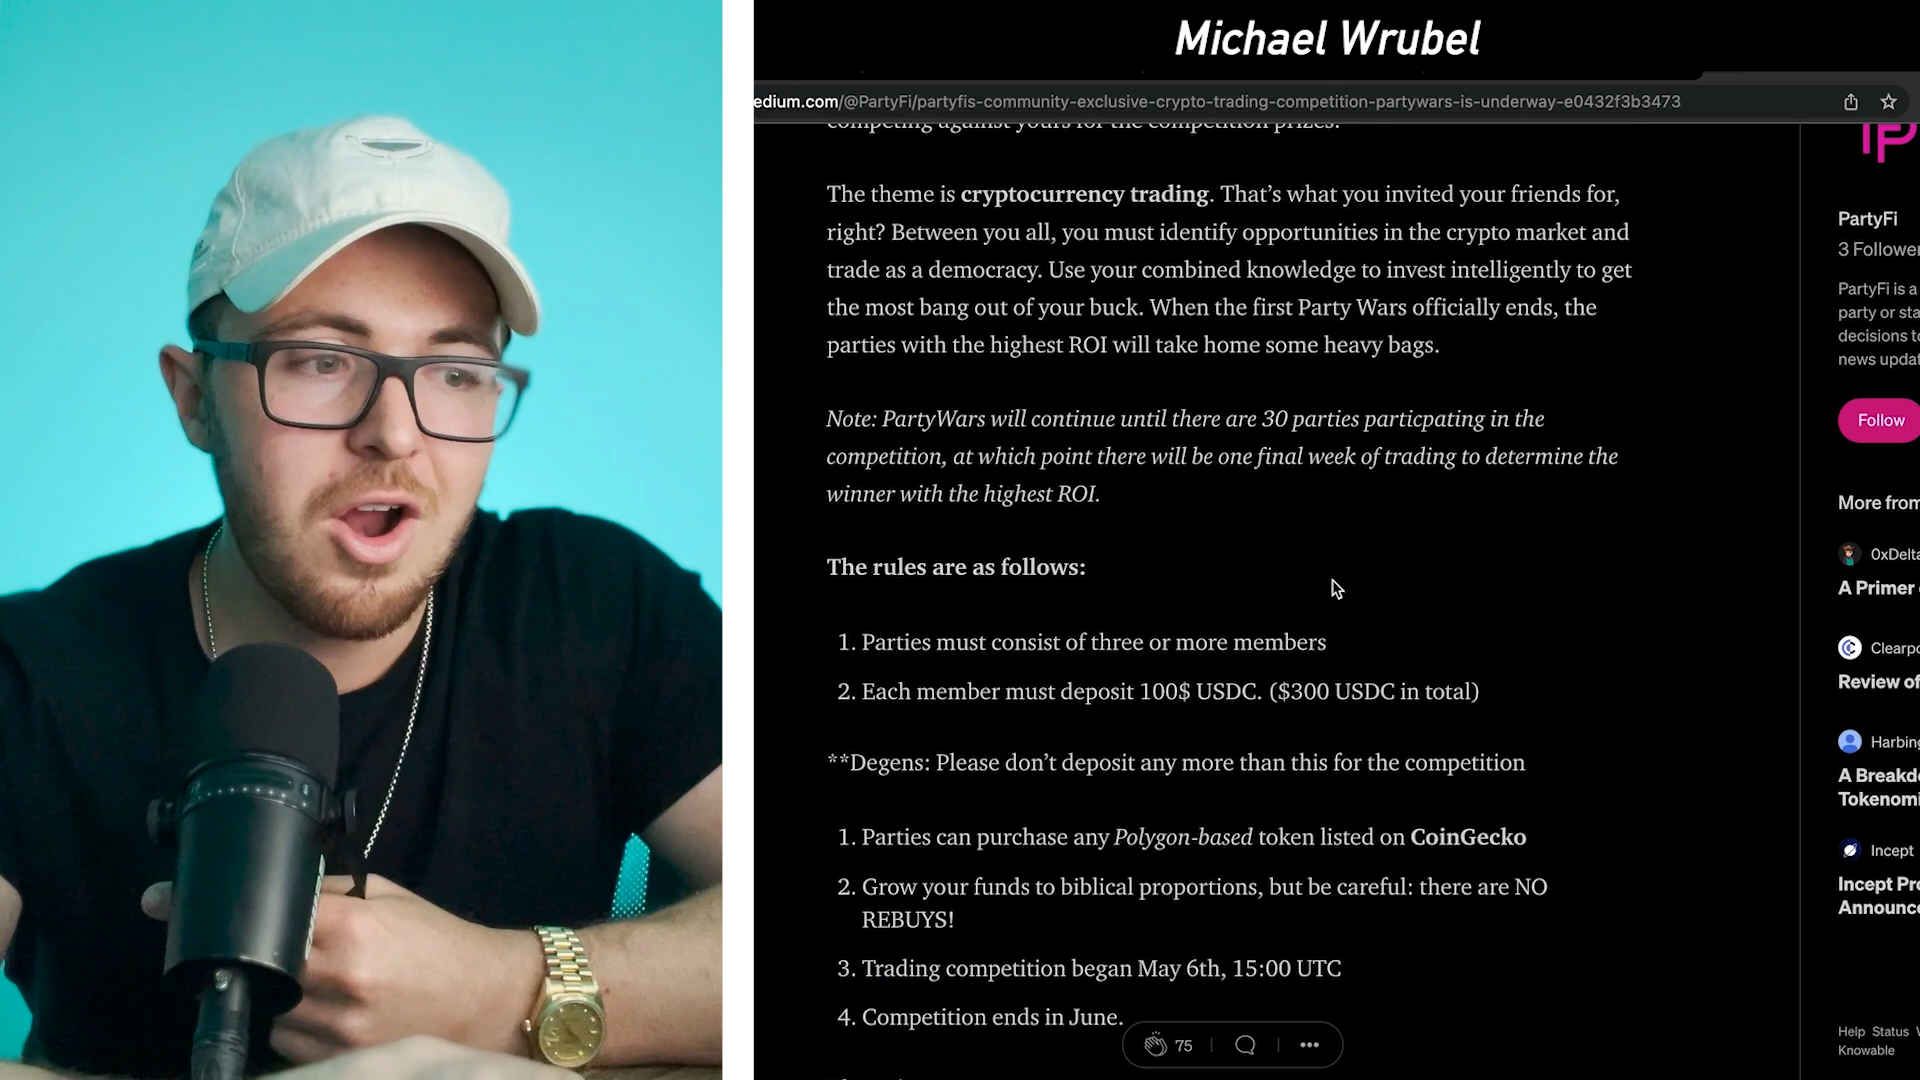 Michael Wrubel
edium.com/@PartyFi/partyfis-community-exclusive-crypto-trading-competition-partywars-is-underway-e0432f3b3473
competing against yours for the competition prizes.
The theme is cryptocurrency trading. That’s what you invited your friends for,
right? Between you all, you must identify opportunities in the crypto market and
trade as a democracy. Use your combined knowledge to invest intelligently to get
the most bang out of your buck. When the first Party Wars officially ends, the
parties with the highest ROI will take home some heavy bags.
Note: PartyWars will continue until there are 30 parties particpating in the
competition, at which point there will be one final week of trading to determine the
winner with the highest ROI.
The rules are as follows:
1. Parties must consist of three or more members
2. Each member must deposit 100$ USDC. ($300 USDC in total)
**Degens: Please don’t deposit any more than this for the competition
1. Parties can purchase any Polygon-based token listed on CoinGecko
2. Grow your funds to biblical proportions, but be careful: there are NO
REBUYS!
3. Trading competition began May 6th, 15:00 UTC
4. Competition ends in June.
75
PartyFi
3 Follower
PartyFi is a
party or sta
decisions to
news updat
Follow
More from
0xDelta
A Primer
Clearpo
Review of
Harbing
A Breakdo
Tokenomi
Incept
Incept Pro
Announce
Help Status
Knowable